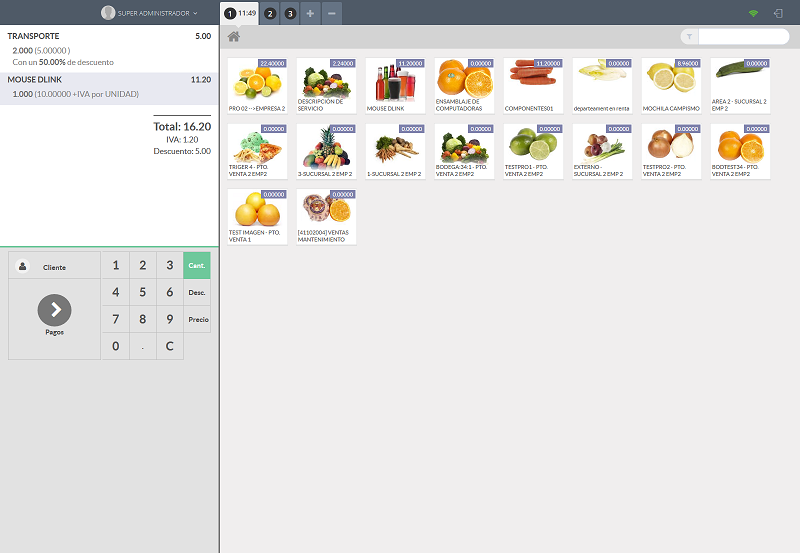 SUPER ADMINISTRADOR
1 11:49 2 3 + −
TRANSPORTE 5.00
2.000 (5.00000 )
Con un 50.00% de descuento
MOUSE DLINK 11.20
1.000 (10.00000 +IVA por UNIDAD)
Total: 16.20
IVA: 1.20
Descuento: 5.00
Cliente
Pagos
1 2 3 Cant.
4 5 6 Desc.
7 8 9 Precio
0 . C
22.40000
PRO 02 -->EMPRESA 2
2.24000
DESCRIPCIÓN DE
SERVICIO
11.20000
MOUSE DLINK
0.00000
ENSAMBLAJE DE
COMPUTADORAS
11.20000
COMPONENTES01
0.00000
departeament en renta
8.96000
MOCHILA CAMPISMO
0.00000
AREA 2 - SUCURSAL 2
EMP 2
0.00000
TRIGER 4 - PTO.
VENTA 2 EMP2
0.00000
3-SUCURSAL 2 EMP 2
0.00000
1-SUCURSAL 2 EMP 2
0.00000
BODEGA:34:1 - PTO.
VENTA 2 EMP2
0.00000
TESTPRO1 - PTO.
VENTA 2 EMP2
0.00000
EXTERNO -
SUCURSAL 2 EMP 2
0.00000
TESTPRO2 - PTO.
VENTA 2 EMP2
0.00000
BODTEST34 - PTO.
VENTA 2 EMP2
0.00000
TEST IMAGEN - PTO.
VENTA 1
0.00000
[41102004] VENTAS
MANTENIMIENTO